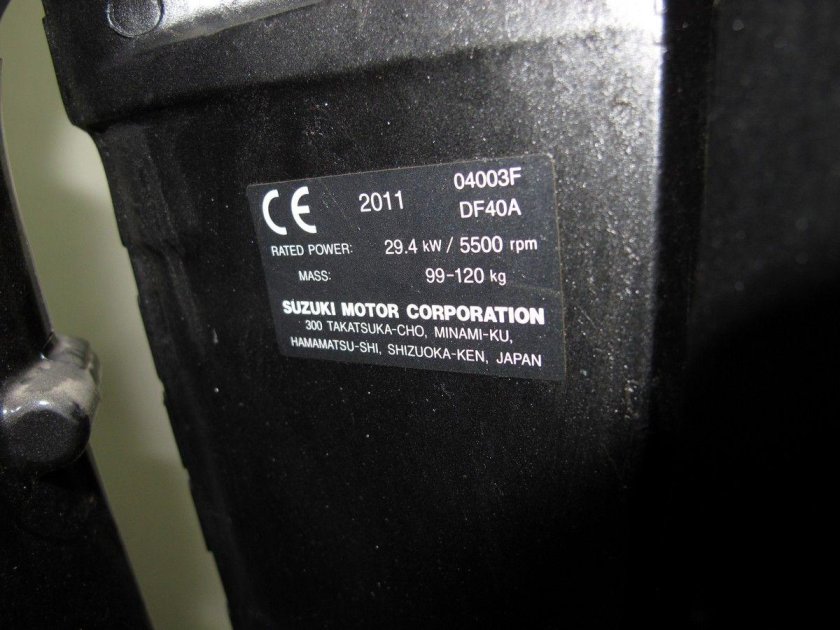 CE 2011 04003F
DF40A
RATED POWER: 29.4 kW / 5500 rpm
MASS: 99-120 kg
SUZUKI MOTOR CORPORATION
300 TAKATSUKA-CHO, MINAMI-KU,
HAMAMATSU-SHI, SHIZUOKA-KEN, JAPAN